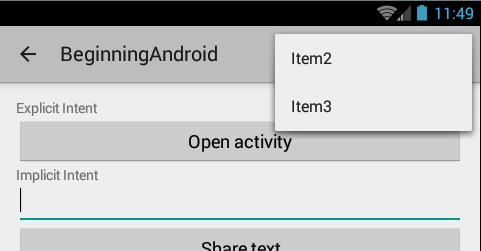 11:49
BeginningAndroid
Item2
Item3
Explicit Intent
Open activity
Implicit Intent
Share text